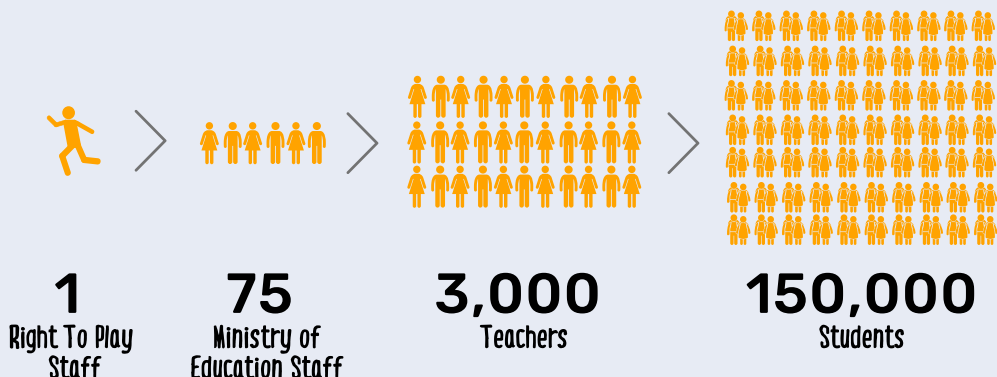 1
Right To Play
Staff
75
Ministry of
Education Staff
3,000
Teachers
150,000
Students